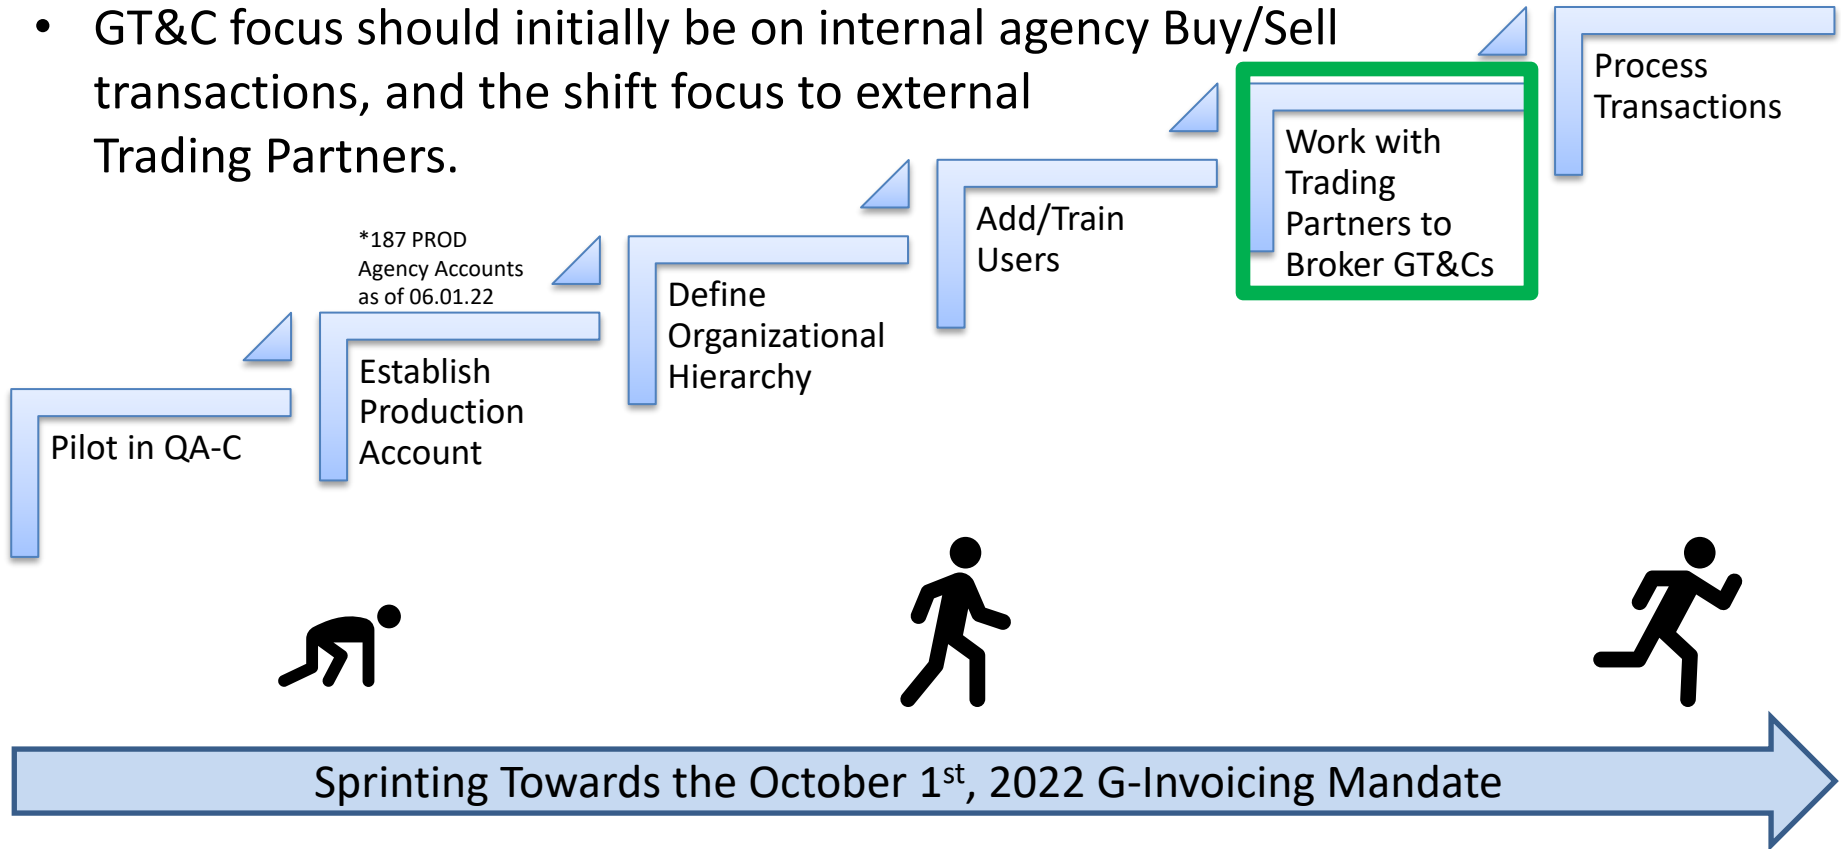 • GT&C focus should initially be on internal agency Buy/Sell
transactions, and the shift focus to external
Trading Partners.
Pilot in QA-C
*187 PROD
Agency Accounts
as of 06.01.22
Establish
Production
Account
Define
Organizational
Hierarchy
Add/Train
Users
Work with
Trading
Partners to
Broker GT&Cs
Process
Transactions
Sprinting Towards the October 1st, 2022 G-Invoicing Mandate